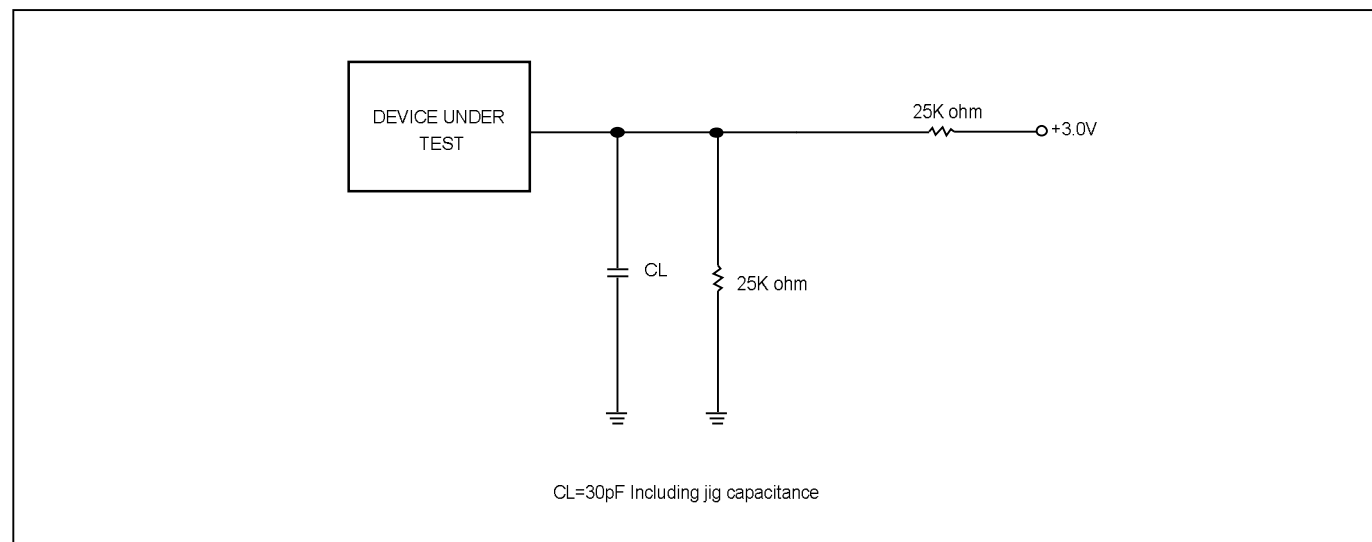 DEVICE UNDER
TEST
25K ohm
+3.0V
CL
25K ohm
CL=30pF Including jig capacitance